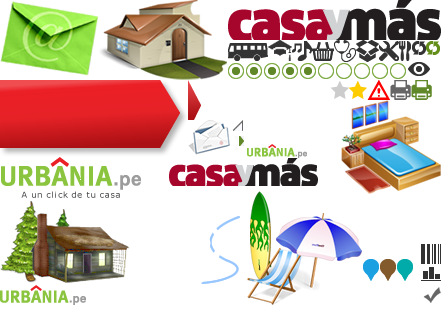 @
casaymás
URBANIA.pe
casaymás
URBANIA.pe
A un click de tu casa
URBANIA.pe